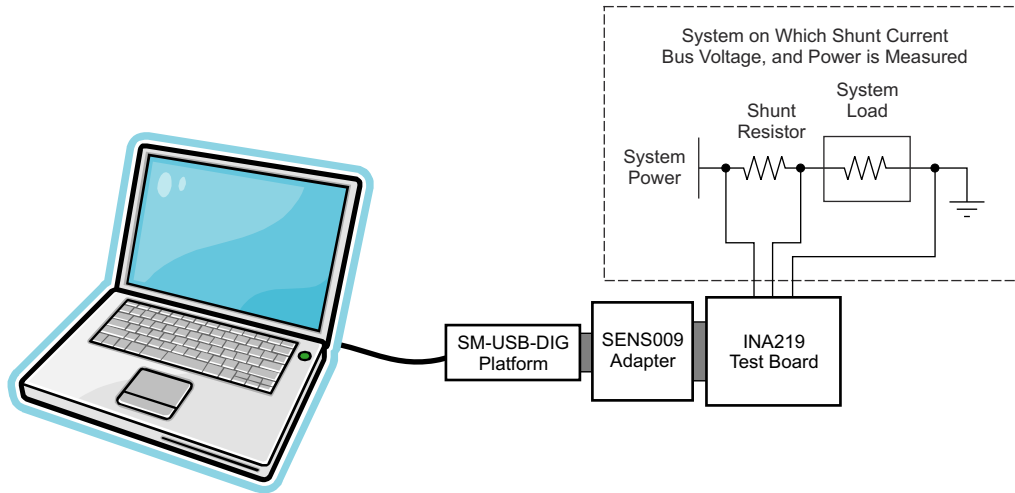 System on Which Shunt Current
Bus Voltage, and Power is Measured
System
Load
Shunt
Resistor
System
Power
SM-USB-DIG
Platform
SENS009
Adapter
INA219
Test Board